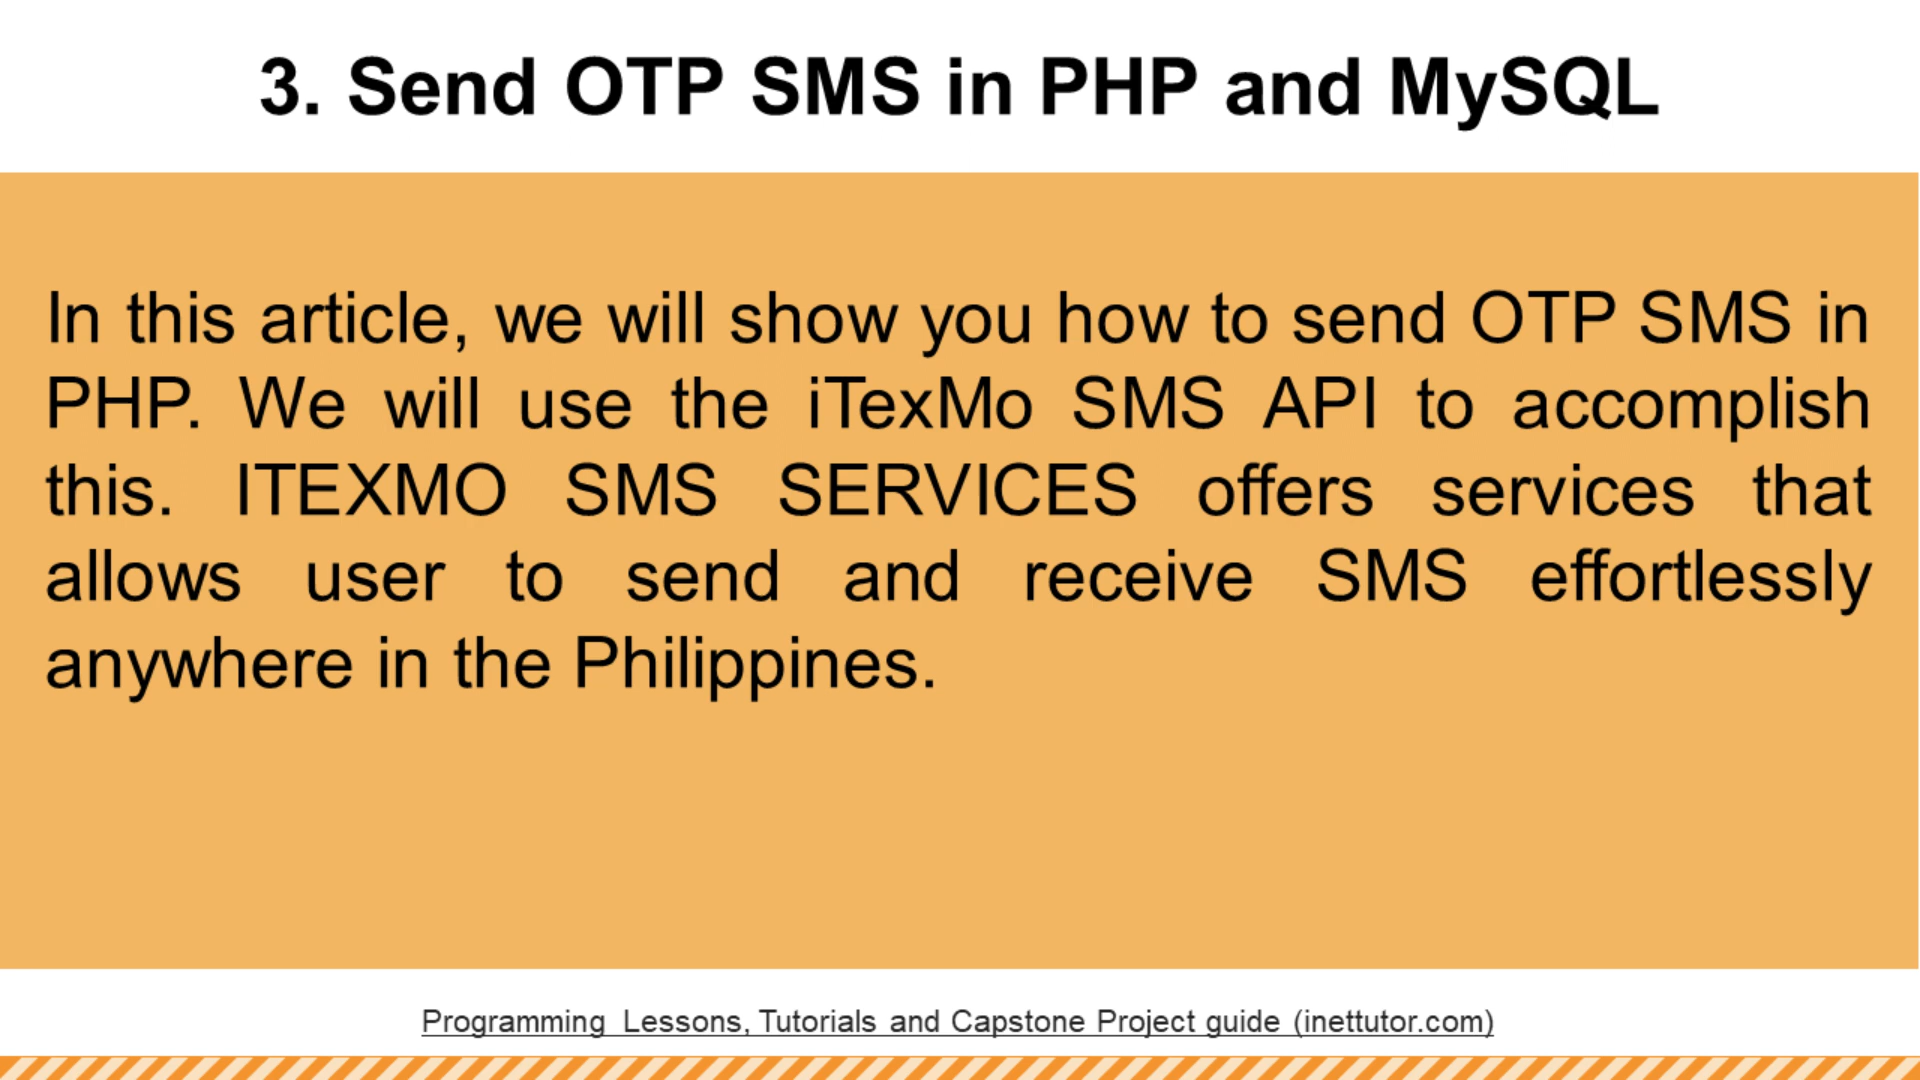 3. Send OTP SMS in PHP and MySQL
In this article, we will show you how to send OTP SMS in
PHP. We will use the iTexMo SMS API to accomplish
this. ITEXMO SMS SERVICES offers services that
allows user to send and receive SMS effortlessly
anywhere in the Philippines.
Programming Lessons, Tutorials and Capstone Project guide (inettutor.com)